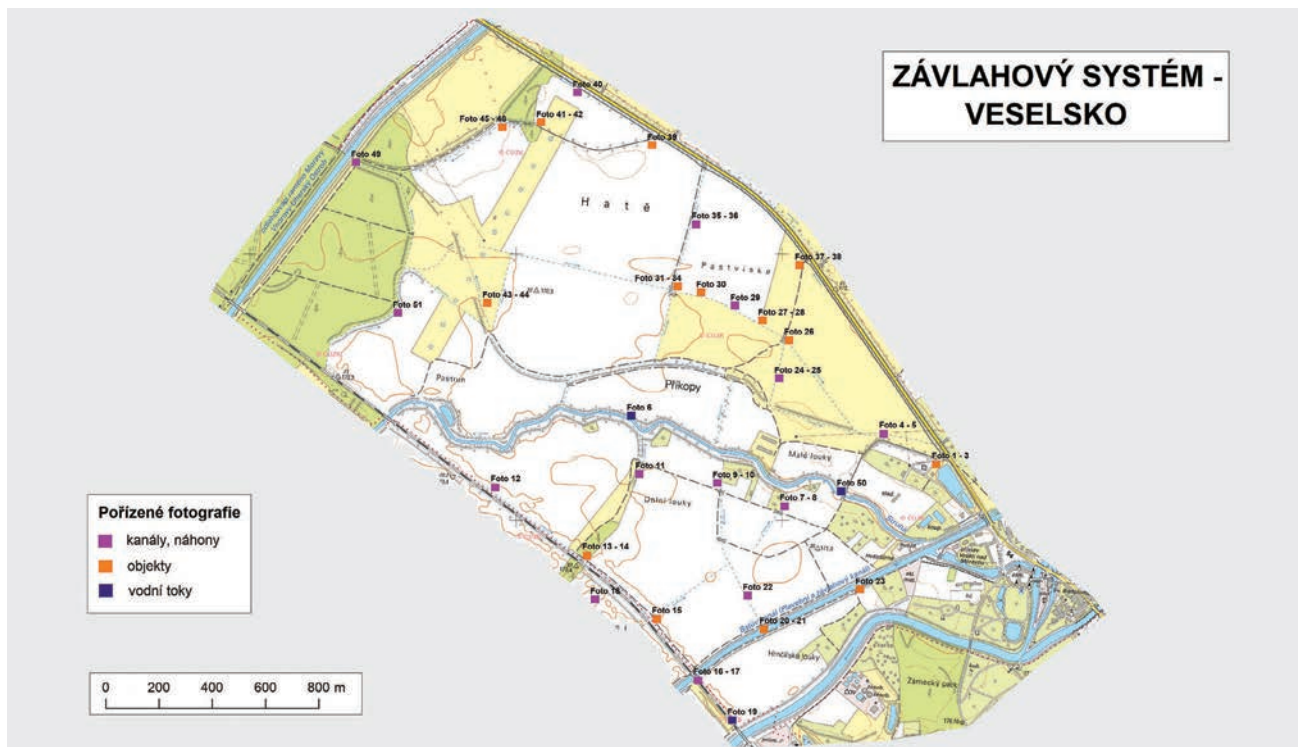 ZÁVLAHOVÝ SYSTÉM -
VESELSKO
Foto 40
Foto 45 - 46
Foto 41 - 42
Foto 39
Foto 49
H a t ě
Foto 35 - 36
Pastviska
Foto 37 - 38
Foto 31 - 34
Foto 30
Foto 29
Foto 43 - 44
Foto 51
Foto 27 - 28
Foto 26
Foto 24 - 25
Příkopy
Foto 6
Foto 4 - 5
Malé louky
Foto 1 - 3
Foto 11
Foto 9 - 10
Foto 50
Foto 12
Dolní louky
Foto 7 - 8
Foto 13 - 14
Foto 22
Foto 23
Foto 15
Foto 20 - 21
Foto 16 - 17
Zámecký park
ČOV
Foto 19
Pořízené fotografie
kanály, náhony
objekty
vodní toky
0 200 400 600 800 m